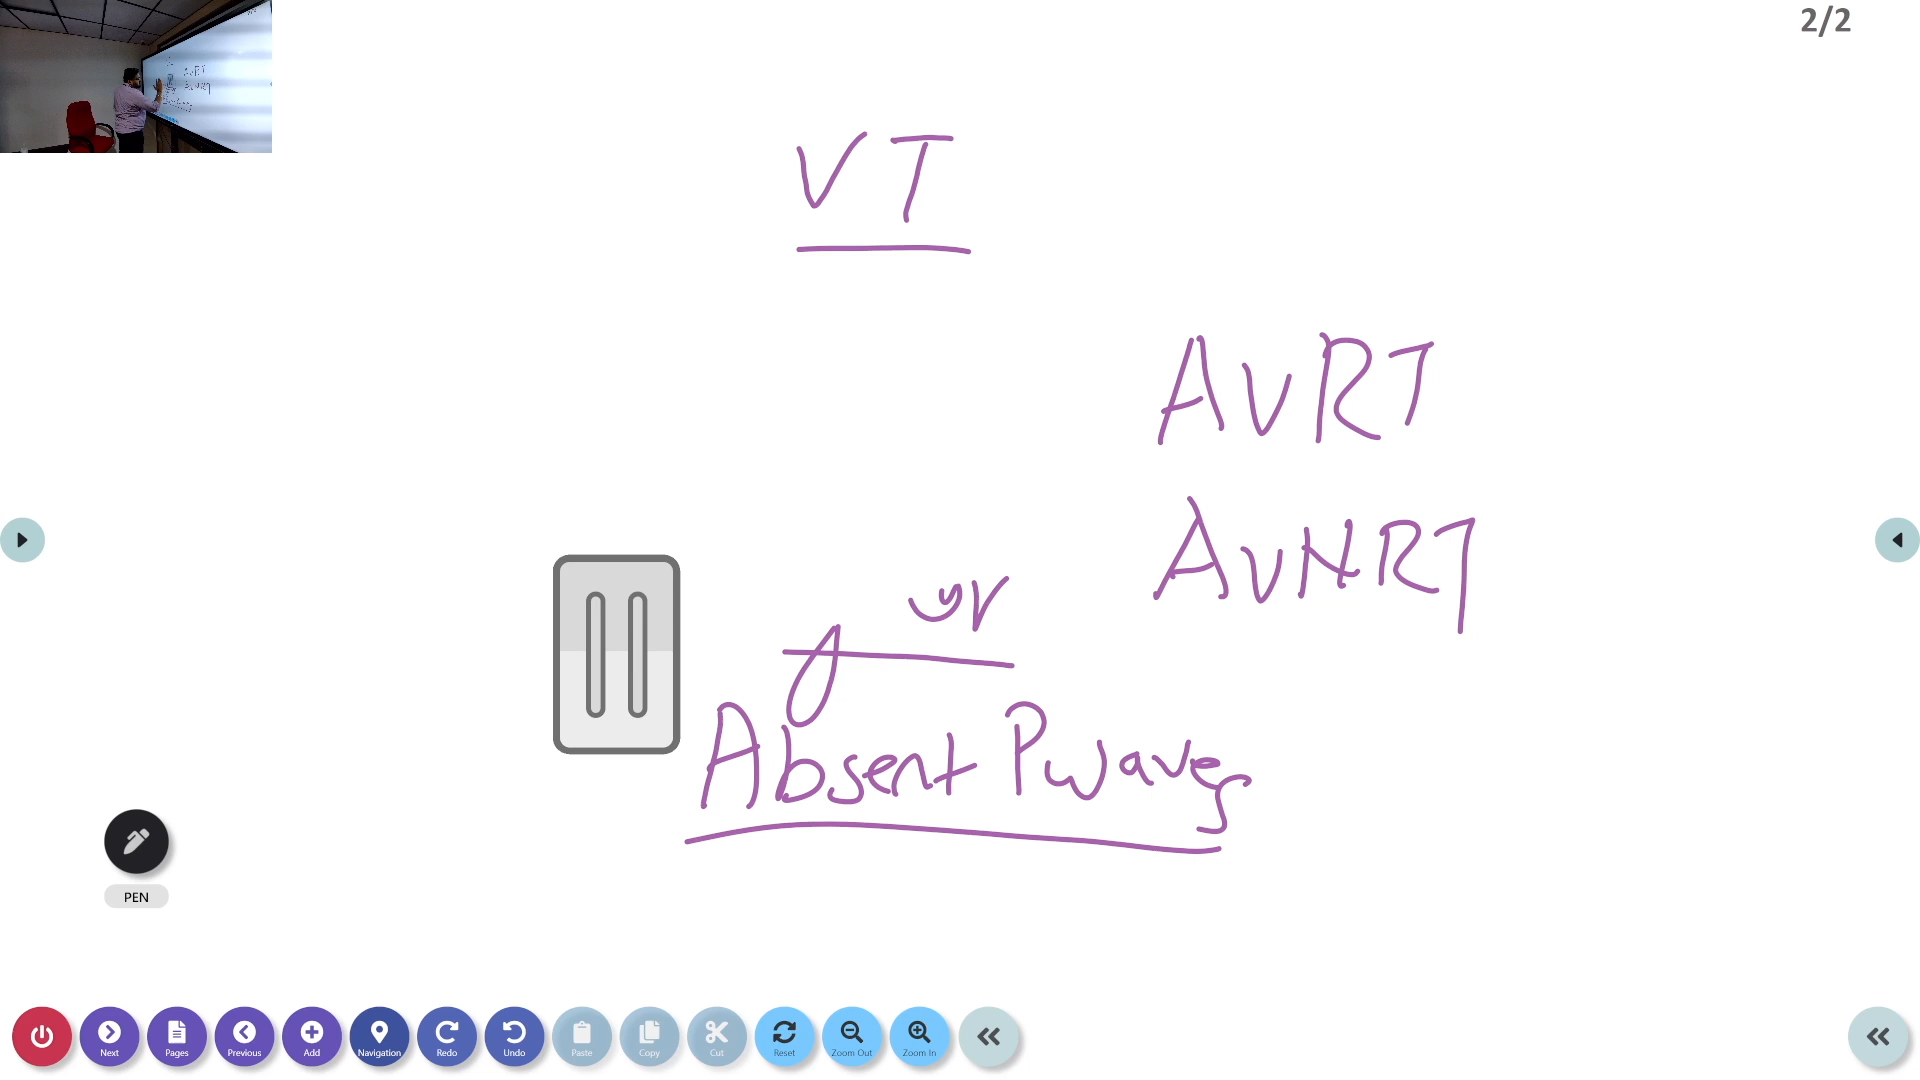 2/2
VT
AVRT
AVNRT
or
Absent P waves
PEN
Next
Pages
Previous
Add
Navigation
Redo
Undo
Paste
Copy
Cut
Reset
Zoom Out
Zoom In